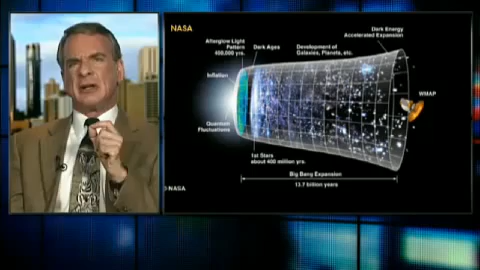 NASA
Dark Energy
Accelerated Expansion
Afterglow Light
Pattern
400,000 yrs.
Dark Ages
Development of
Galaxies, Planets, etc.
Inflation
WMAP
Quantum
Fluctuations
1st Stars
about 400 million yrs.
Big Bang Expansion
13.7 billion years
NASA